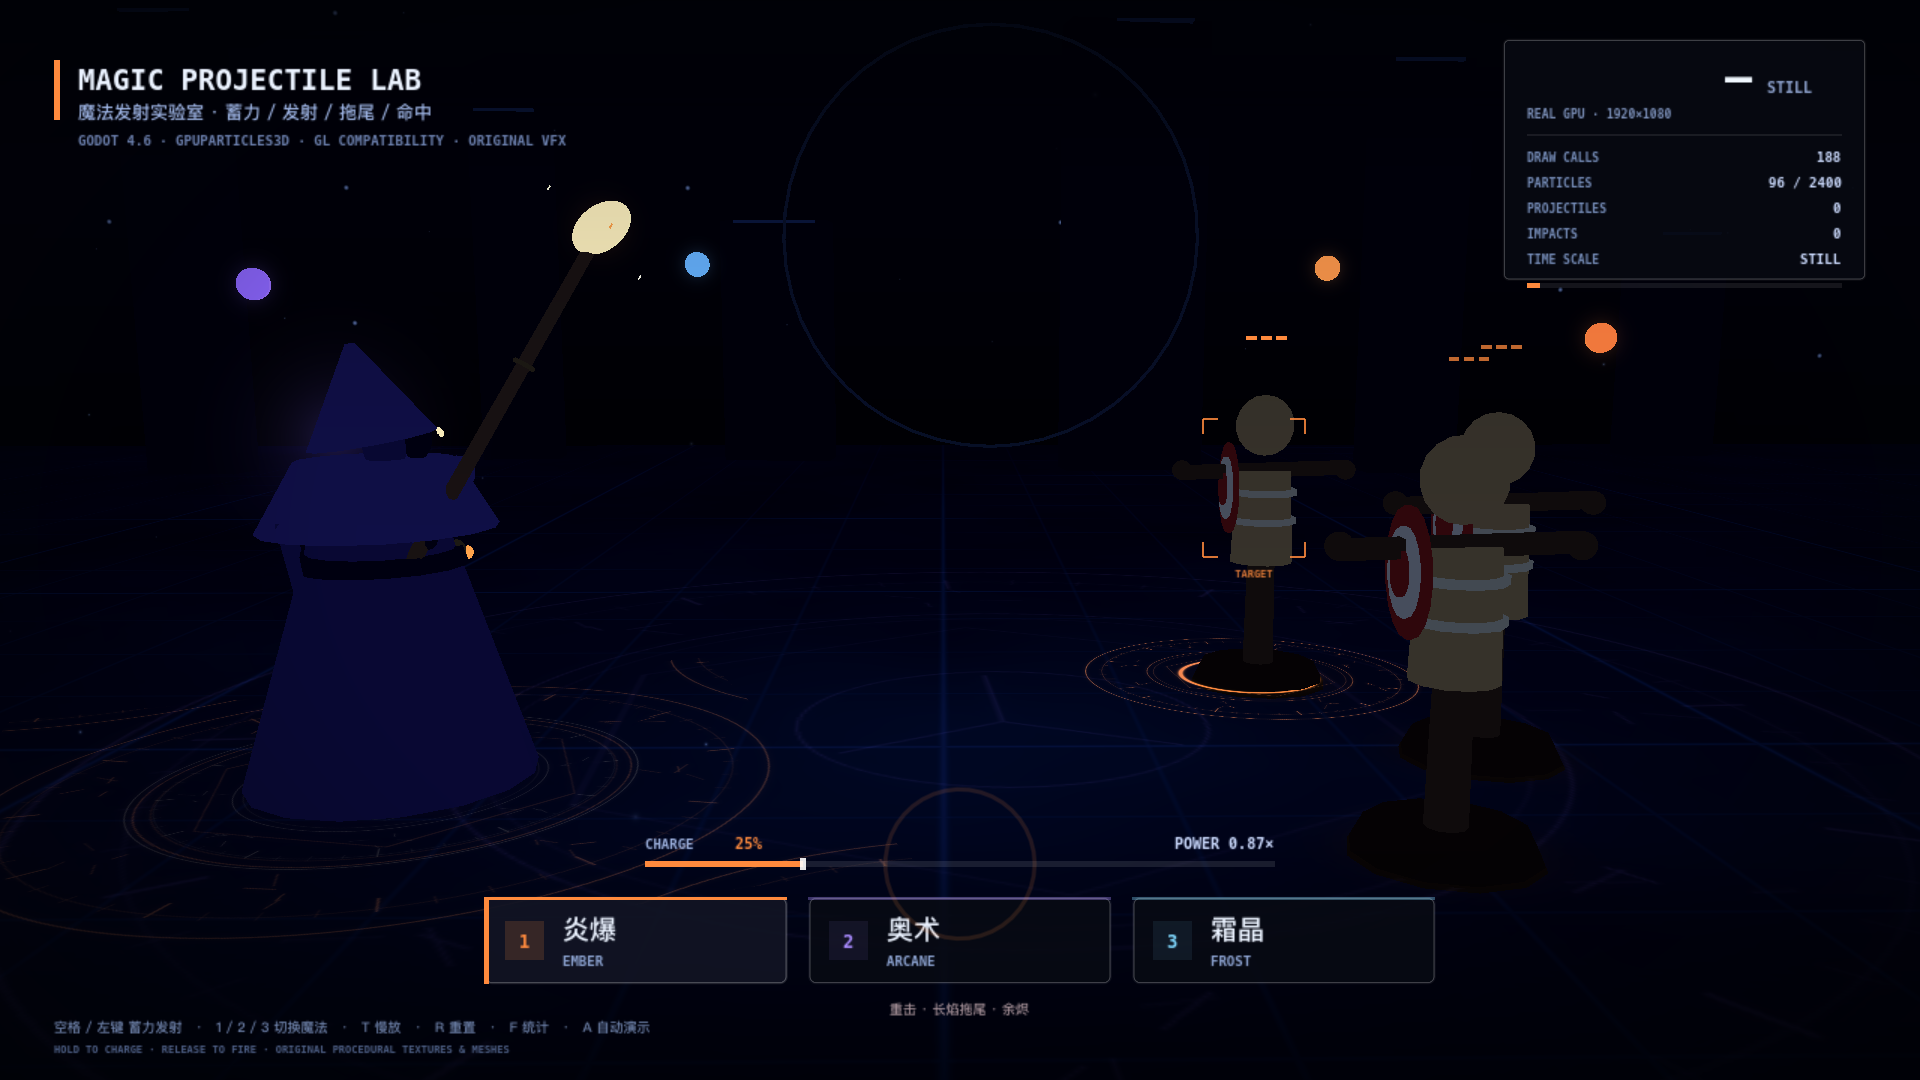 MAGIC PROJECTILE LAB
魔法发射实验室 · 蓄力 / 发射 / 拖尾 / 命中
GODOT 4.6 · GPUPARTICLES3D · GL COMPATIBILITY · ORIGINAL VFX
— STILL
REAL GPU · 1920×1080
DRAW CALLS 188
PARTICLES 96 / 2400
PROJECTILES 0
IMPACTS 0
TIME SCALE STILL
TARGET
CHARGE 25% POWER 0.87×
1 炎爆
EMBER
2 奥术
ARCANE
3 霜晶
FROST
重击 · 长焰拖尾 · 余烬
空格 / 左键 蓄力发射 · 1 / 2 / 3 切换魔法 · T 慢放 · R 重置 · F 统计 · A 自动演示
HOLD TO CHARGE · RELEASE TO FIRE · ORIGINAL PROCEDURAL TEXTURES & MESHES